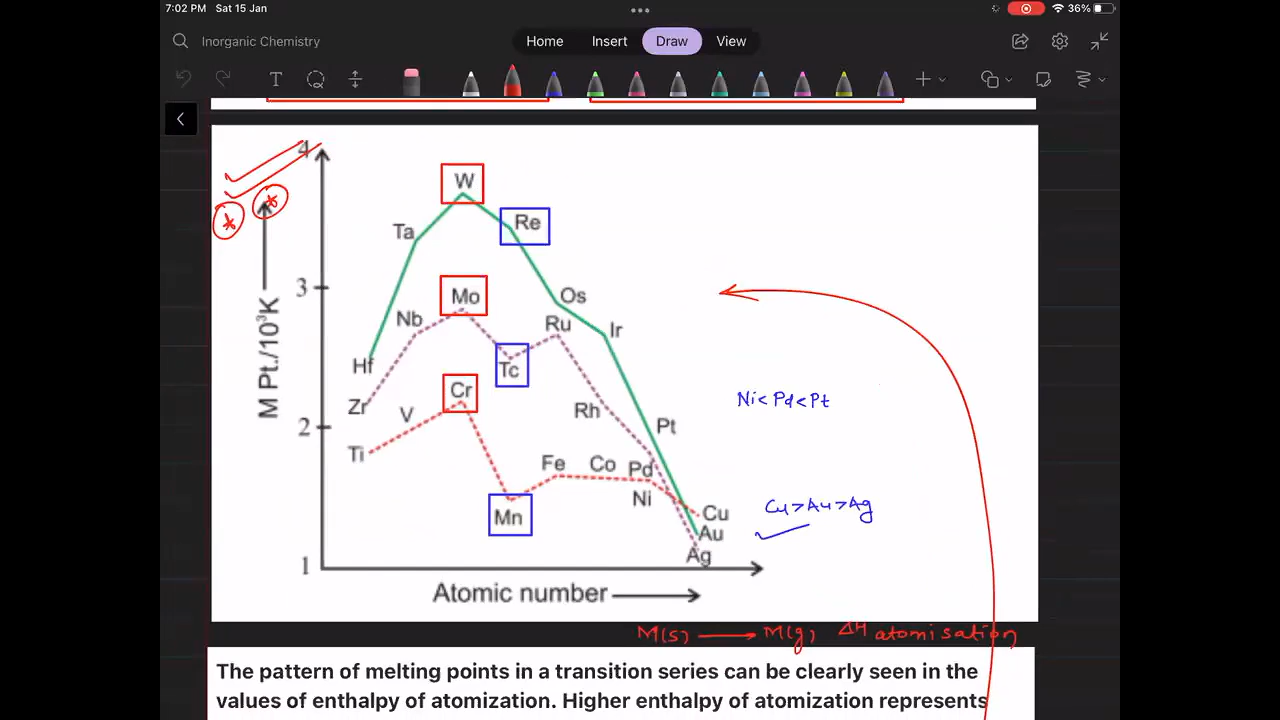 7:02 PM Sat 15 Jan
36%
Inorganic Chemistry
Home Insert Draw View
T
4
W
Ta
Re
3
Mo
Os
Nb
Ru
Ir
Hf
Tc
Zr
Cr
V
Rh
Ni<Pd<Pt
2
Pt
Ti
Fe
Co
Pd
Ni
Cu>Au>Ag
Mn
Cu
Au
Ag
1
M Pt./10³K
Atomic number
M(s) → M(g), ΔH atomisation
The pattern of melting points in a transition series can be clearly seen in the
values of enthalpy of atomization. Higher enthalpy of atomization represents